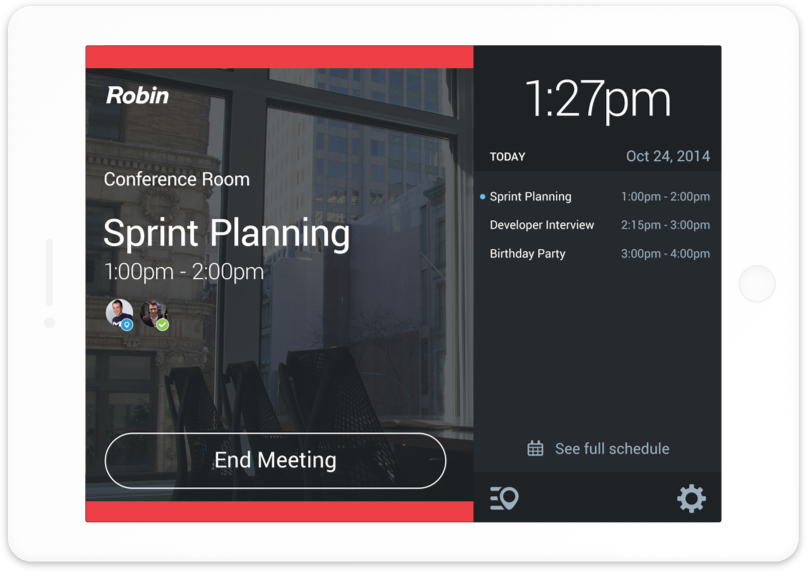 Robin
Conference Room
Sprint Planning
1:00pm - 2:00pm
End Meeting
1:27pm
TODAY Oct 24, 2014
Sprint Planning 1:00pm - 2:00pm
Developer Interview 2:15pm - 3:00pm
Birthday Party 3:00pm - 4:00pm
See full schedule